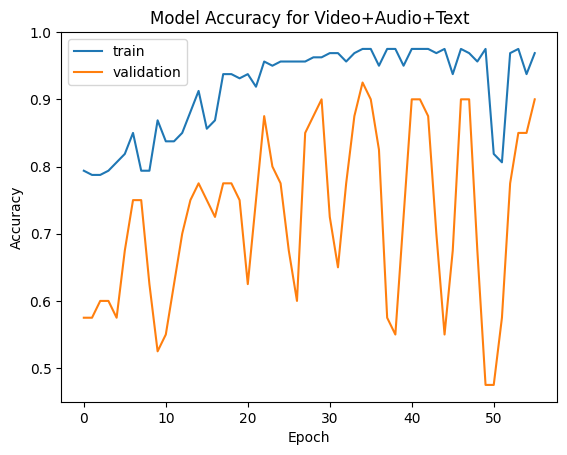 Model Accuracy for Video+Audio+Text
train
validation
1.0
0.9
0.8
0.7
0.6
0.5
Accuracy
0 10 20 30 40 50
Epoch